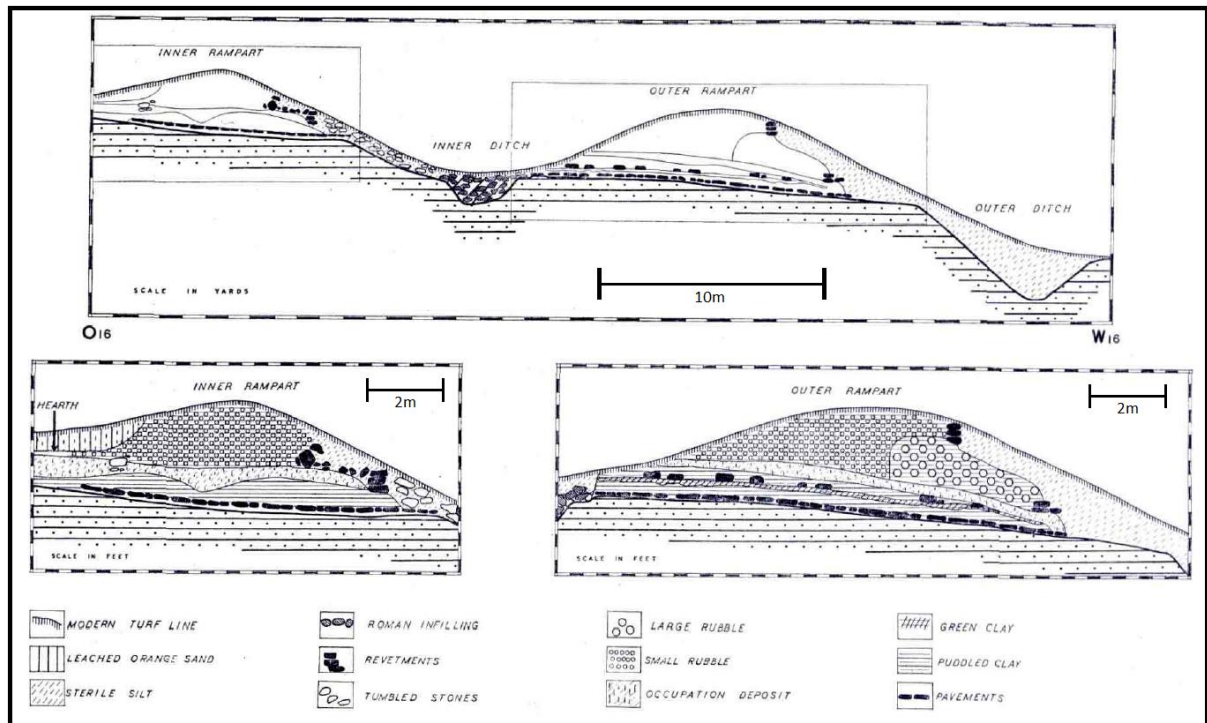 INNER RAMPART
OUTER RAMPART
INNER DITCH
OUTER DITCH
SCALE IN YARDS
10m
O16
W16
INNER RAMPART
2m
HEARTH
SCALE IN FEET
OUTER RAMPART
2m
SCALE IN FEET
MODERN TURF LINE
ROMAN INFILLING
LARGE RUBBLE
GREEN CLAY
LEACHED ORANGE SAND
REVETMENTS
SMALL RUBBLE
PUDDLED CLAY
STERILE SILT
TUMBLED STONES
OCCUPATION DEPOSIT
PAVEMENTS